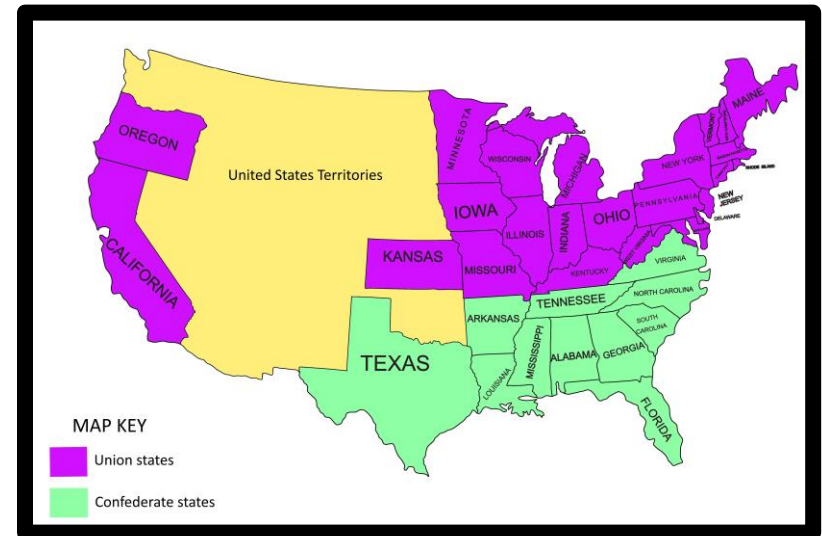 MAINE
VERMONT
OREGON
MINNESOTA
WISCONSIN
MICHIGAN
NEW YORK
RHODE ISLAND
United States Territories
PENNSYLVANIA
NEW
JERSEY
IOWA
OHIO
DELAWARE
ILLINOIS
INDIANA
CALIFORNIA
KANSAS
MISSOURI
WEST VIRGINIA
KENTUCKY
VIRGINIA
TENNESSEE
NORTH CAROLINA
ARKANSAS
SOUTH
CAROLINA
TEXAS
MISSISSIPPI
ALABAMA
GEORGIA
LOUISIANA
FLORIDA
MAP KEY
Union states
Confederate states